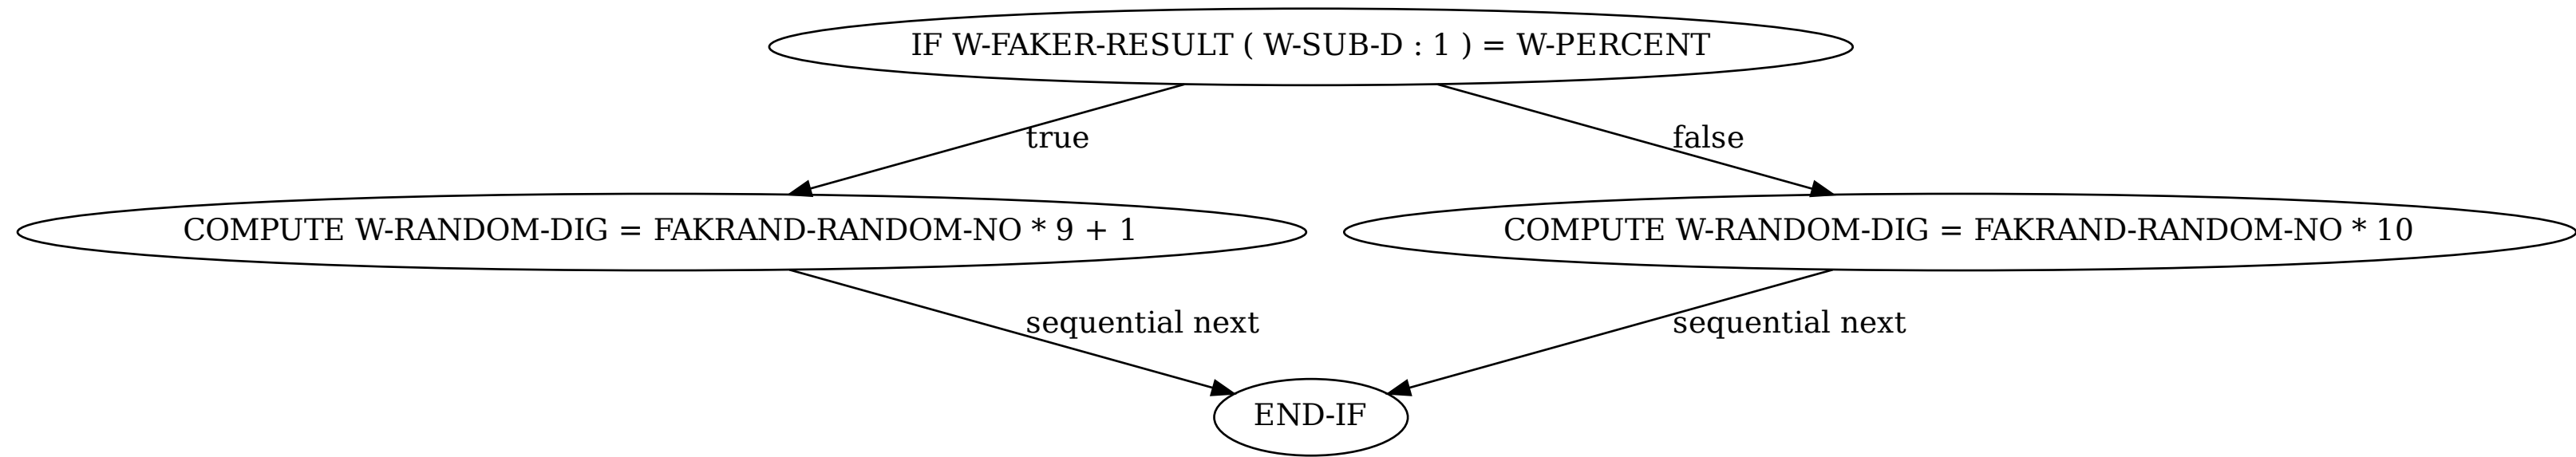 IF W-FAKER-RESULT ( W-SUB-D : 1 ) = W-PERCENT
true
false
COMPUTE W-RANDOM-DIG = FAKRAND-RANDOM-NO * 9 + 1
COMPUTE W-RANDOM-DIG = FAKRAND-RANDOM-NO * 10
sequential next
sequential next
END-IF